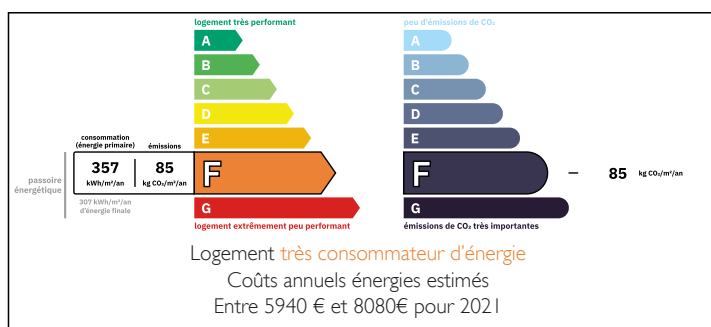 logement très performant
A
B
C
D
E
consommation
(énergie primaire)
émissions
passoire
énergétique
357
kWh/m²/an
85
kg CO₂/m²/an
F
307 kWh/m²/an
d'énergie finale
G
logement extrêmement peu performant
peu d'émissions de CO₂
A
B
C
D
E
F
85 kg CO₂/m²/an
G
émissions de CO₂ très importantes
Logement très consommateur d'énergie
Coûts annuels énergies estimés
Entre 5940 € et 8080€ pour 2021